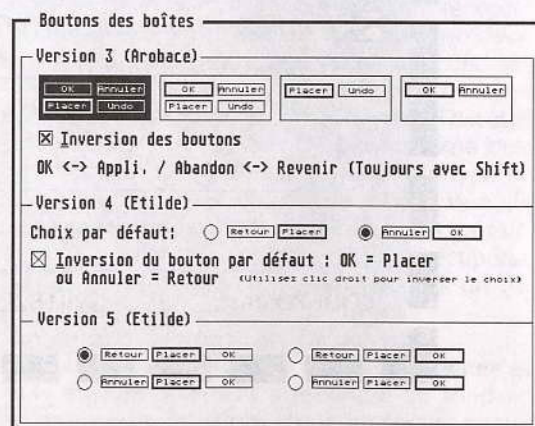 Boutons des boîtes
Version 3 (Arobace)
OK Annuler OK Annuler Placer Undo OK Annuler
Placer Undo Placer Undo
Inversion des boutons
OK <-> Appli. / Abandon <-> Revenir (Toujours avec Shift)
Version 4 (Etilde)
Choix par défaut: Retour Placer Annuler OK
Inversion du bouton par défaut : OK = Placer
ou Annuler = Retour (Utilisez clic droit pour inverser le choix)
Version 5 (Etilde)
Retour Placer OK Retour Placer OK
Annuler Placer OK Annuler Placer OK